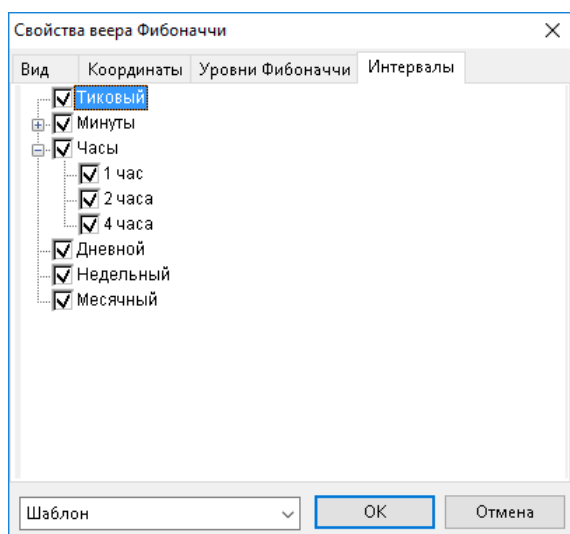 Свойства веера Фибоначчи
Вид Координаты Уровни Фибоначчи Интервалы
Тиковый
Минуты
Часы
1 час
2 часа
4 часа
Дневной
Недельный
Месячный
Шаблон OK Отмена